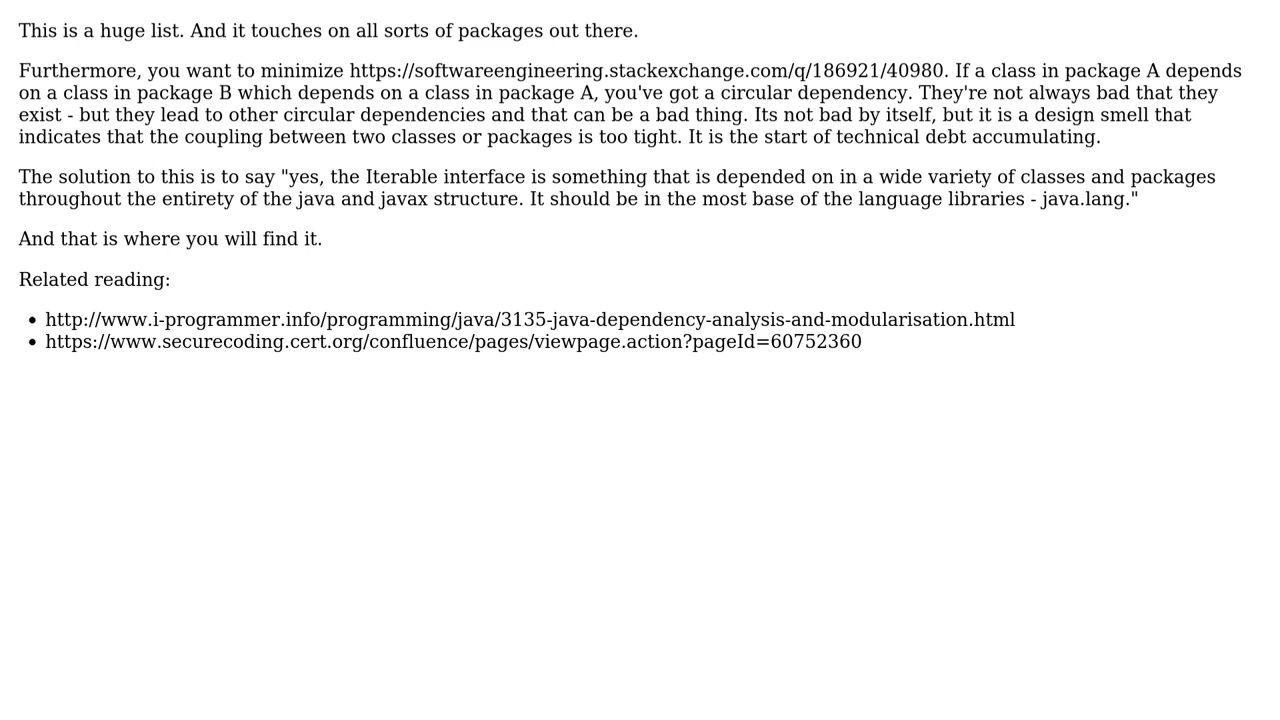 This is a huge list. And it touches on all sorts of packages out there.
Furthermore, you want to minimize https://softwareengineering.stackexchange.com/q/186921/40980. If a class in package A depends
on a class in package B which depends on a class in package A, you've got a circular dependency. They're not always bad that they
exist - but they lead to other circular dependencies and that can be a bad thing. Its not bad by itself, but it is a design smell that
indicates that the coupling between two classes or packages is too tight. It is the start of technical debt accumulating.
The solution to this is to say "yes, the Iterable interface is something that is depended on in a wide variety of classes and packages
throughout the entirety of the java and javax structure. It should be in the most base of the language libraries - java.lang."
And that is where you will find it.
Related reading:
• http://www.i-programmer.info/programming/java/3135-java-dependency-analysis-and-modularisation.html
• https://www.securecoding.cert.org/confluence/pages/viewpage.action?pageId=60752360